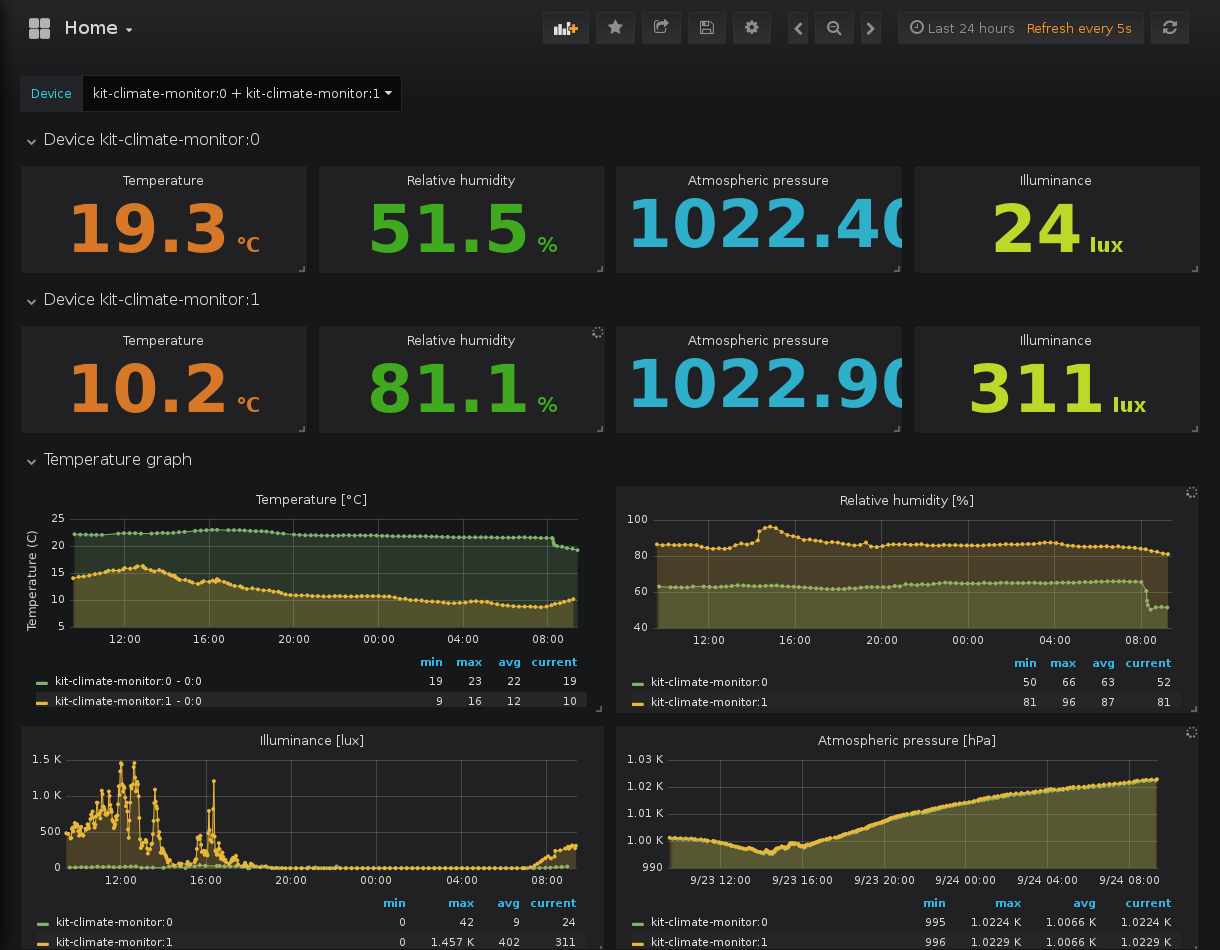 Home
Last 24 hours Refresh every 5s
Device kit-climate-monitor:0 + kit-climate-monitor:1
Device kit-climate-monitor:0
Temperature Relative humidity Atmospheric pressure Illuminance
19.3 °C 51.5 % 1022.40 24 lux
Device kit-climate-monitor:1
Temperature Relative humidity Atmospheric pressure Illuminance
10.2 °C 81.1 % 1022.90 311 lux
Temperature graph
Temperature [°C]
Temperature (C)
25
20
15
10
5
12:00 16:00 20:00 00:00 04:00 08:00
min max avg current
kit-climate-monitor:0 - 0:0 19 23 22 19
kit-climate-monitor:1 - 0:0 9 16 12 10
Relative humidity [%]
100
80
60
40
12:00 16:00 20:00 00:00 04:00 08:00
min max avg current
kit-climate-monitor:0 50 66 63 52
kit-climate-monitor:1 81 96 87 81
Illuminance [lux]
1.5 K
1.0 K
500
0
12:00 16:00 20:00 00:00 04:00 08:00
min max avg current
kit-climate-monitor:0 0 42 9 24
kit-climate-monitor:1 0 1.457 K 402 311
Atmospheric pressure [hPa]
1.03 K
1.02 K
1.01 K
1.00 K
990
9/23 12:00 9/23 16:00 9/23 20:00 9/24 00:00 9/24 04:00 9/24 08:00
min max avg current
kit-climate-monitor:0 995 1.0224 K 1.0066 K 1.0224 K
kit-climate-monitor:1 996 1.0229 K 1.0070 K 1.0229 K